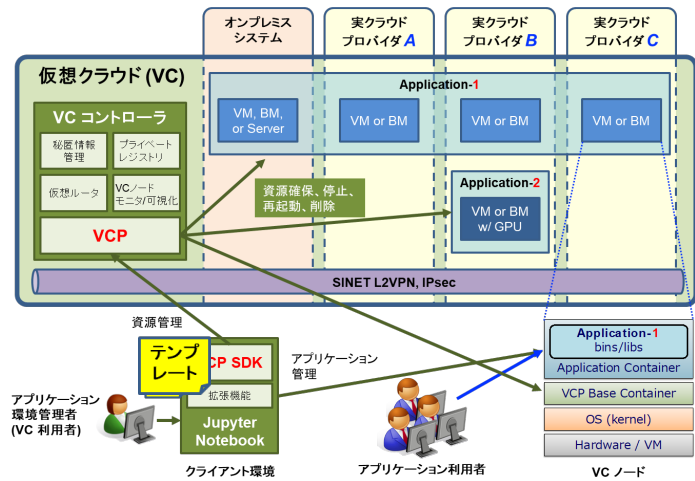 オンプレミス
システム
実クラウド
プロバイダ A
実クラウド
プロバイダ B
実クラウド
プロバイダ C
仮想クラウド (VC)
Application-1
VC コントローラ
VM, BM,
or Server
VM or BM
VM or BM
VM or BM
秘匿情報
管理
プライベート
レジストリ
仮想ルータ
VCノード
モニタ/可視化
資源確保、停止、
再起動、削除
Application-2
VM or BM
w/ GPU
VCP
SINET L2VPN, IPsec
資源管理
テンプ
レート
CP SDK
拡張機能
Jupyter
Notebook
アプリケーション
管理
Application-1
bins/libs
Application Container
VCP Base Container
OS (kernel)
Hardware / VM
アプリケーション
環境管理者
(VC 利用者)
クライアント環境
アプリケーション利用者
VC ノード